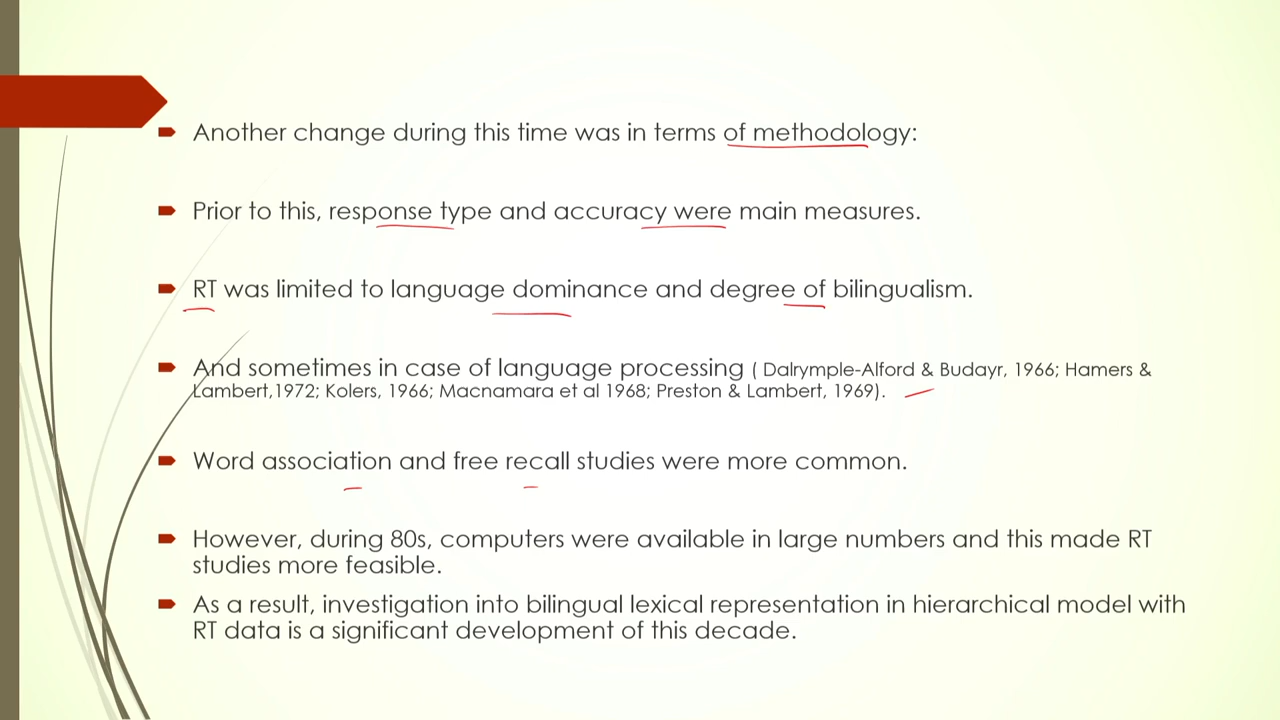 Another change during this time was in terms of methodology:
Prior to this, response type and accuracy were main measures.
RT was limited to language dominance and degree of bilingualism.
And sometimes in case of language processing ( Dalrymple-Alford & Budayr, 1966; Hamers &
Lambert,1972; Kolers, 1966; Macnamara et al 1968; Preston & Lambert, 1969).
Word association and free recall studies were more common.
However, during 80s, computers were available in large numbers and this made RT
studies more feasible.
As a result, investigation into bilingual lexical representation in hierarchical model with
RT data is a significant development of this decade.